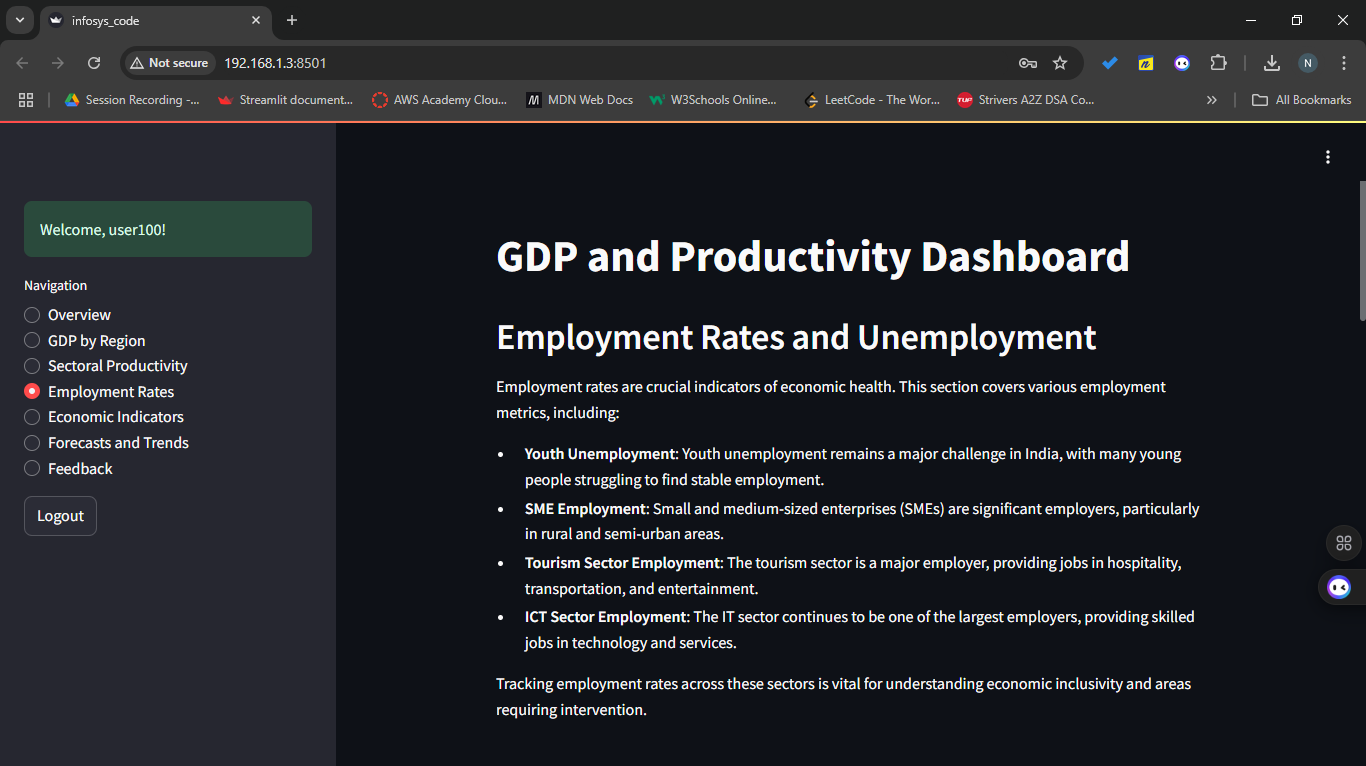 infosys_code
Not secure
192.168.1.3:8501
N
Session Recording -...
Streamlit document...
AWS Academy Clou...
MDN Web Docs
W3Schools Online...
LeetCode - The Wor...
TUF
Strivers A2Z DSA Co...
All Bookmarks
Welcome, user100!
Navigation
Overview
GDP by Region
Sectoral Productivity
Employment Rates
Economic Indicators
Forecasts and Trends
Feedback
Logout
GDP and Productivity Dashboard
Employment Rates and Unemployment
Employment rates are crucial indicators of economic health. This section covers various employment
metrics, including:
• Youth Unemployment: Youth unemployment remains a major challenge in India, with many young
people struggling to find stable employment.
• SME Employment: Small and medium-sized enterprises (SMEs) are significant employers, particularly
in rural and semi-urban areas.
• Tourism Sector Employment: The tourism sector is a major employer, providing jobs in hospitality,
transportation, and entertainment.
• ICT Sector Employment: The IT sector continues to be one of the largest employers, providing skilled
jobs in technology and services.
Tracking employment rates across these sectors is vital for understanding economic inclusivity and areas
requiring intervention.